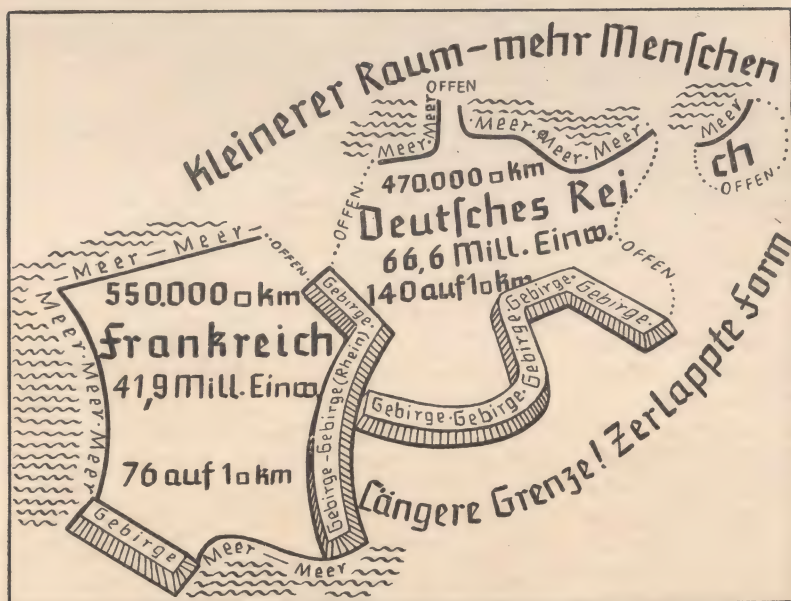 Kleinerer Raum – mehr Menschen
OFFEN
Meer · Meer
Meer · Meer · Meer
Meer
OFFEN
470.000 □ km
Deutsches Rei
ch
66,6 Mill. Einw.
140 auf 1 □ km
OFFEN
OFFEN
Meer – Meer –
OFFEN
550.000 □ km
Frankreich
41,9 Mill. Einw.
76 auf 1 □ km
Meer · Meer · Meer
Gebirge
Meer – Meer
Gebirge – Gebirge (Rhein) · Gebirge ·
Gebirge · Gebirge · Gebirge · Gebirge · Gebirge ·
Längere Grenze! Zerlappte Form